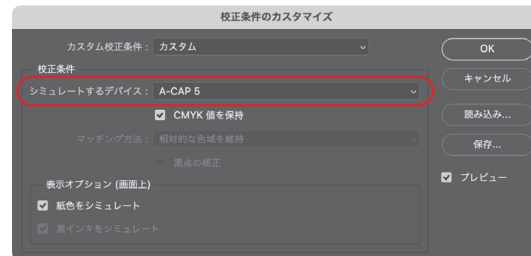 校正条件のカスタマイズ
カスタム校正条件： カスタム
OK
校正条件
キャンセル
シミュレートするデバイス： A-CAP 5
読み込み...
CMYK 値を保持
マッチング方法： 相対的な色域を維持
保存...
黒点の補正
プレビュー
表示オプション (画面上)
紙色をシミュレート
黒インキをシミュレート